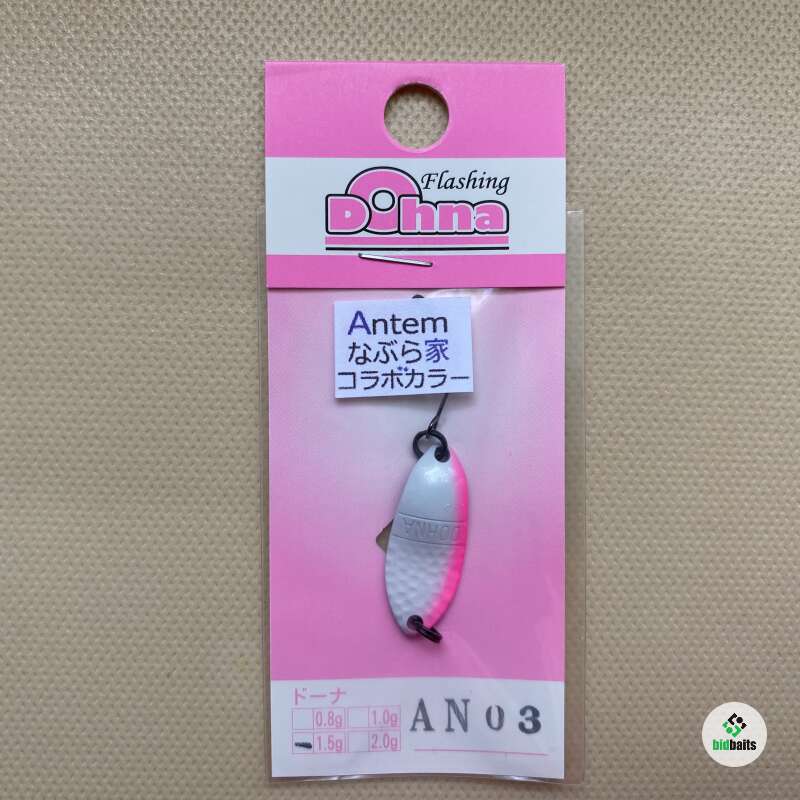 Flashing
Dohna
Antem
なぶら家
コラボカラー
DOHNA
ドーナ
0.8g 1.0g
1.5g 2.0g
AN03
bidbaits